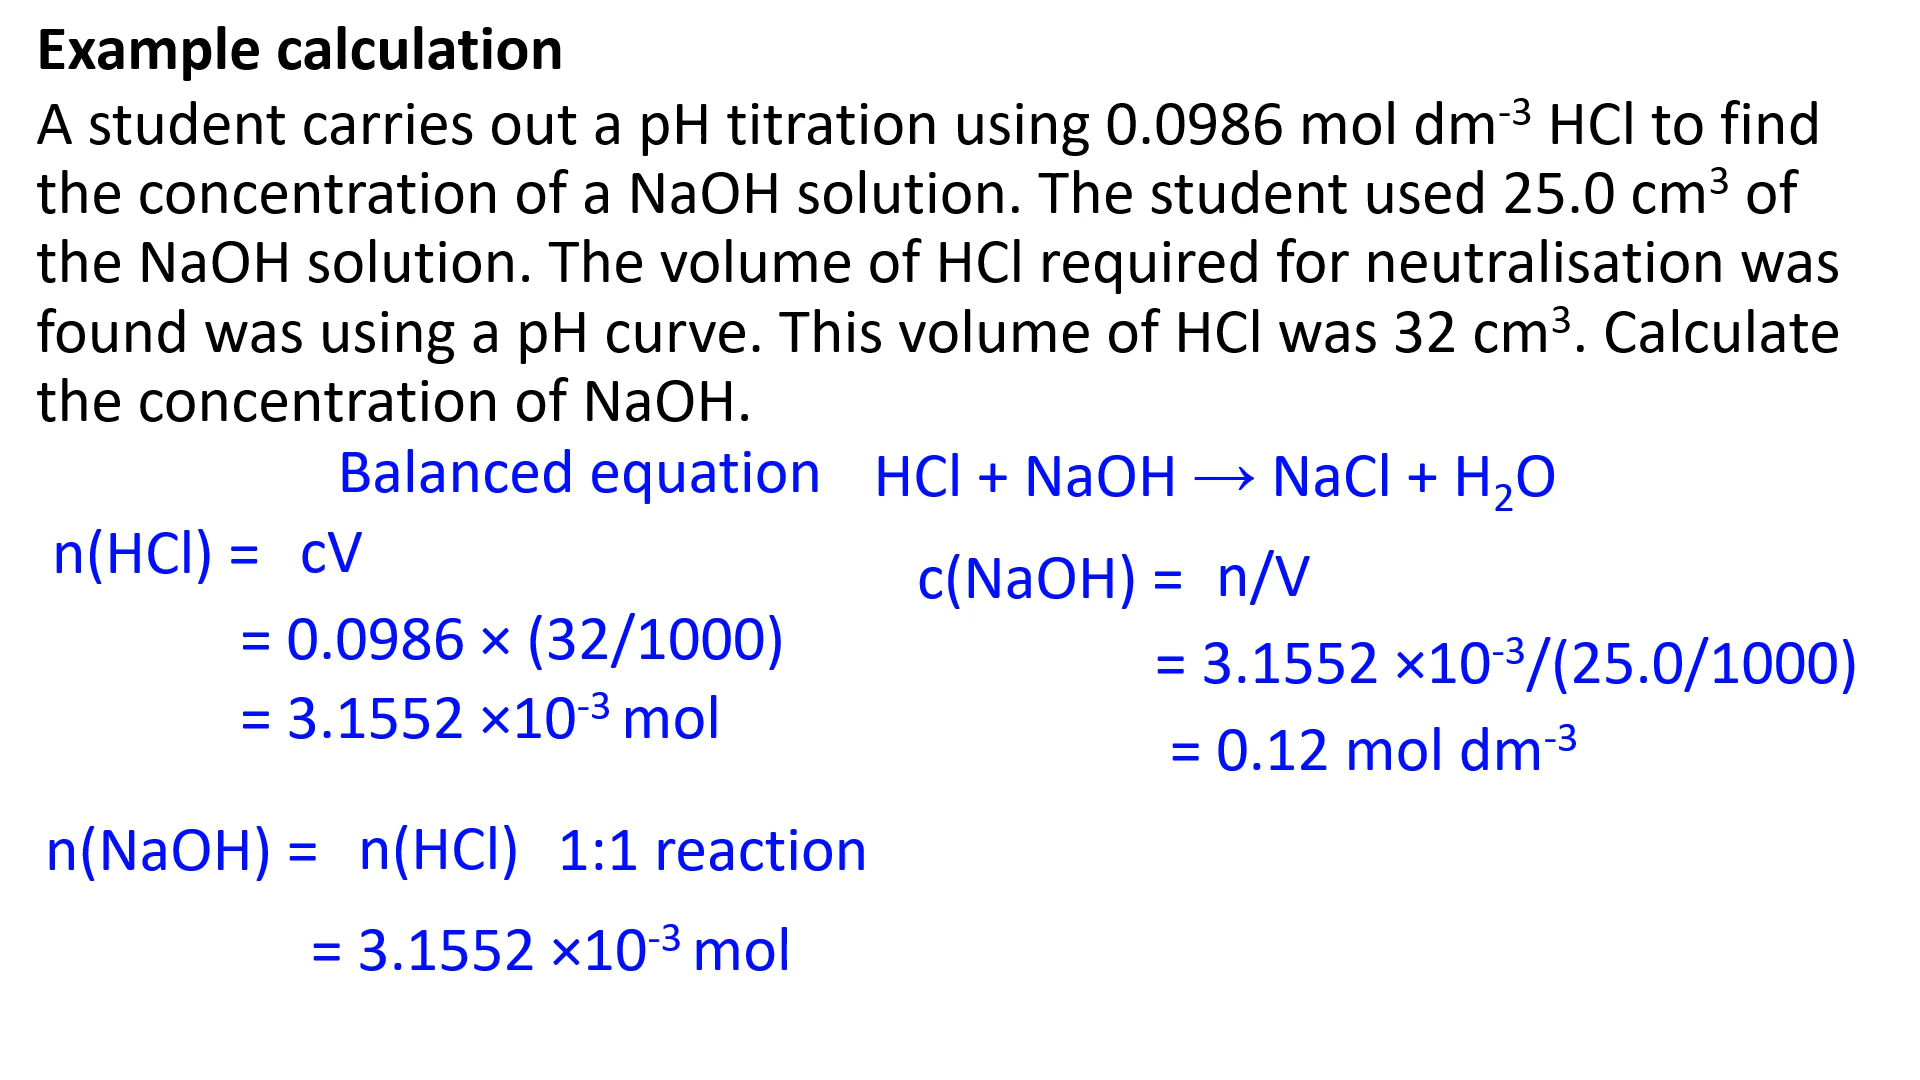 Example calculation
A student carries out a pH titration using 0.0986 mol dm⁻³ HCl to find
the concentration of a NaOH solution. The student used 25.0 cm³ of
the NaOH solution. The volume of HCl required for neutralisation was
found was using a pH curve. This volume of HCl was 32 cm³. Calculate
the concentration of NaOH.
Balanced equation HCl + NaOH ⟶ NaCl + H₂O
n(HCl) = cV
= 0.0986 × (32/1000)
= 3.1552 ×10⁻³ mol
n(NaOH) = n(HCl) 1:1 reaction
= 3.1552 ×10⁻³ mol
c(NaOH) = n/V
= 3.1552 ×10⁻³/(25.0/1000)
= 0.12 mol dm⁻³